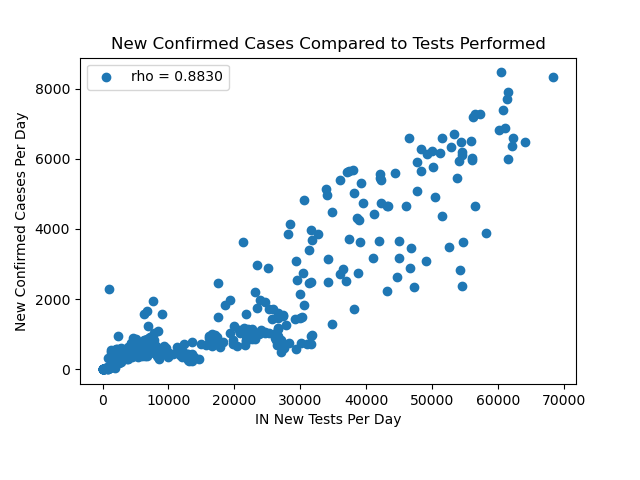 New Confirmed Cases Compared to Tests Performed
rho = 0.8830
8000
6000
4000
2000
0
New Confirmed Caeses Per Day
0 10000 20000 30000 40000 50000 60000 70000
IN New Tests Per Day